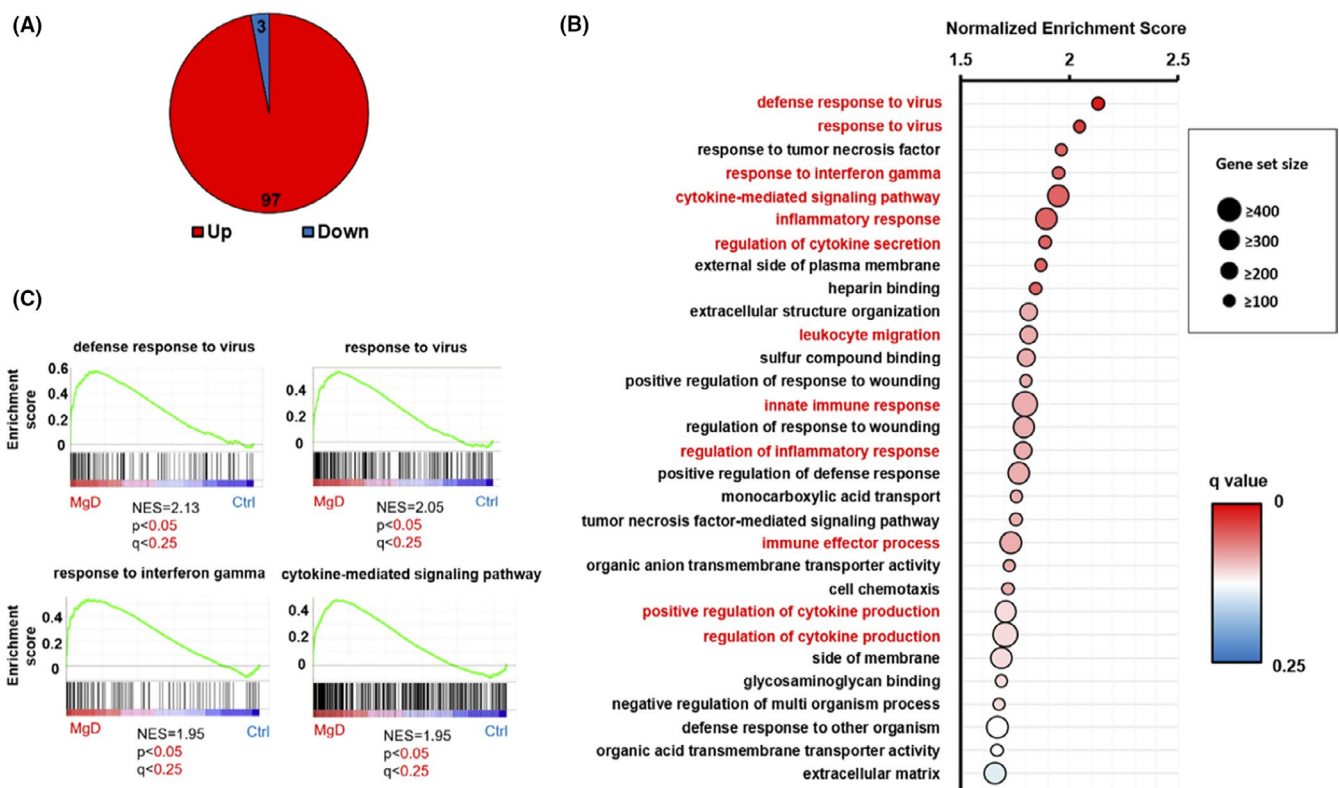 (A)
3
97
Up
Down
(B)
Normalized Enrichment Score
1.5
2
2.5
defense response to virus
response to virus
response to tumor necrosis factor
response to interferon gamma
cytokine-mediated signaling pathway
inflammatory response
regulation of cytokine secretion
external side of plasma membrane
heparin binding
extracellular structure organization
leukocyte migration
sulfur compound binding
positive regulation of response to wounding
innate immune response
regulation of response to wounding
regulation of inflammatory response
positive regulation of defense response
monocarboxylic acid transport
tumor necrosis factor-mediated signaling pathway
immune effector process
organic anion transmembrane transporter activity
cell chemotaxis
positive regulation of cytokine production
regulation of cytokine production
side of membrane
glycosaminoglycan binding
negative regulation of multi organism process
defense response to other organism
organic acid transmembrane transporter activity
extracellular matrix
Gene set size
≥400
≥300
≥200
≥100
q value
0
0.25
(C)
defense response to virus
Enrichment
score
0.6
0.4
0.2
0
MgD
Ctrl
NES=2.13
p<0.05
q<0.25
response to virus
0.4
0.2
0
MgD
Ctrl
NES=2.05
p<0.05
q<0.25
response to interferon gamma
Enrichment
score
0.4
0.2
0
MgD
Ctrl
NES=1.95
p<0.05
q<0.25
cytokine-mediated signaling pathway
0.4
0.2
0
MgD
Ctrl
NES=1.95
p<0.05
q<0.25